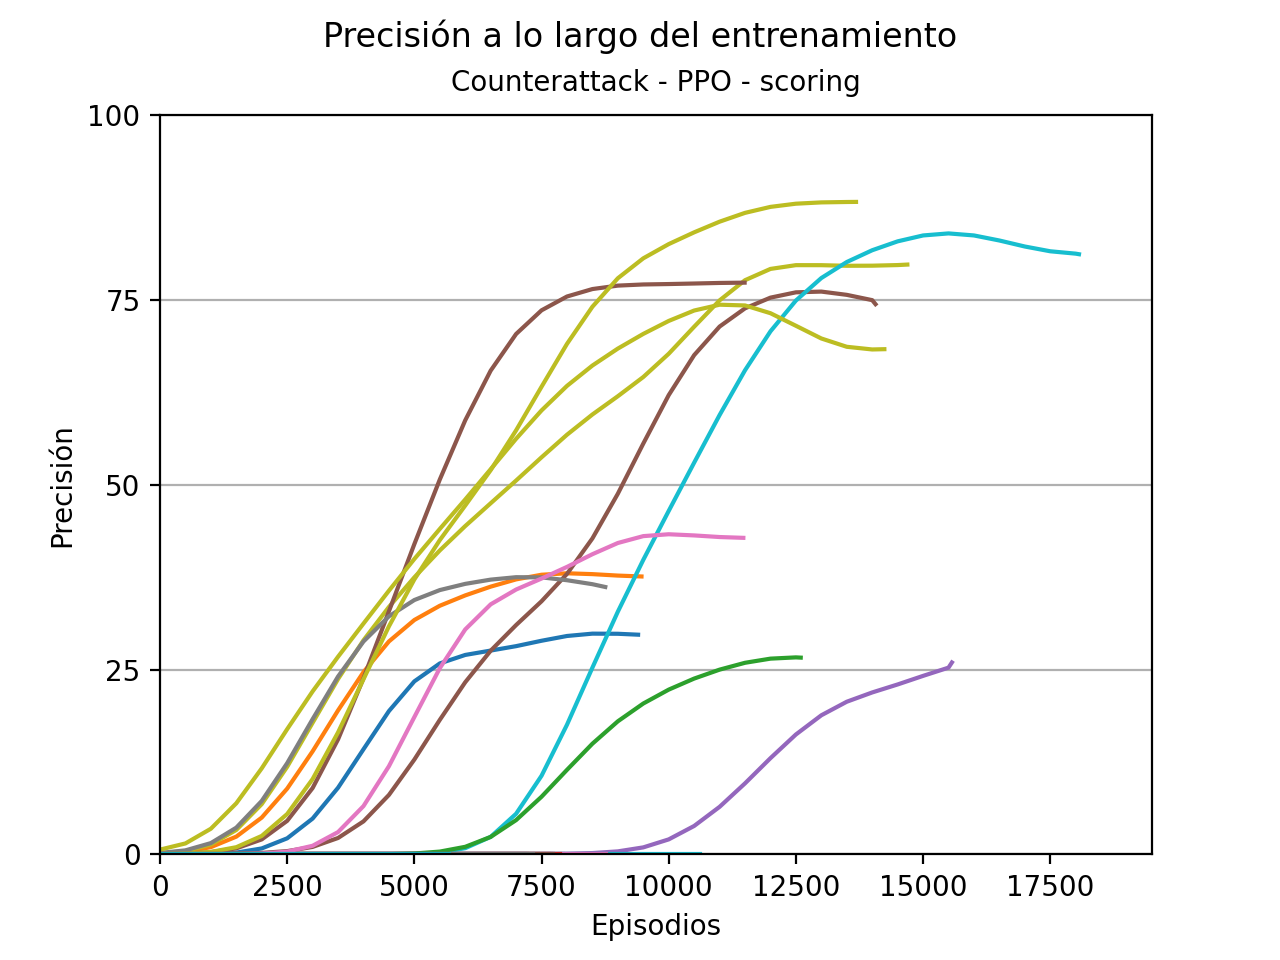 Precisión a lo largo del entrenamiento
Counterattack - PPO - scoring
100
75
50
25
0
Precisión
0 2500 5000 7500 10000 12500 15000 17500
Episodios